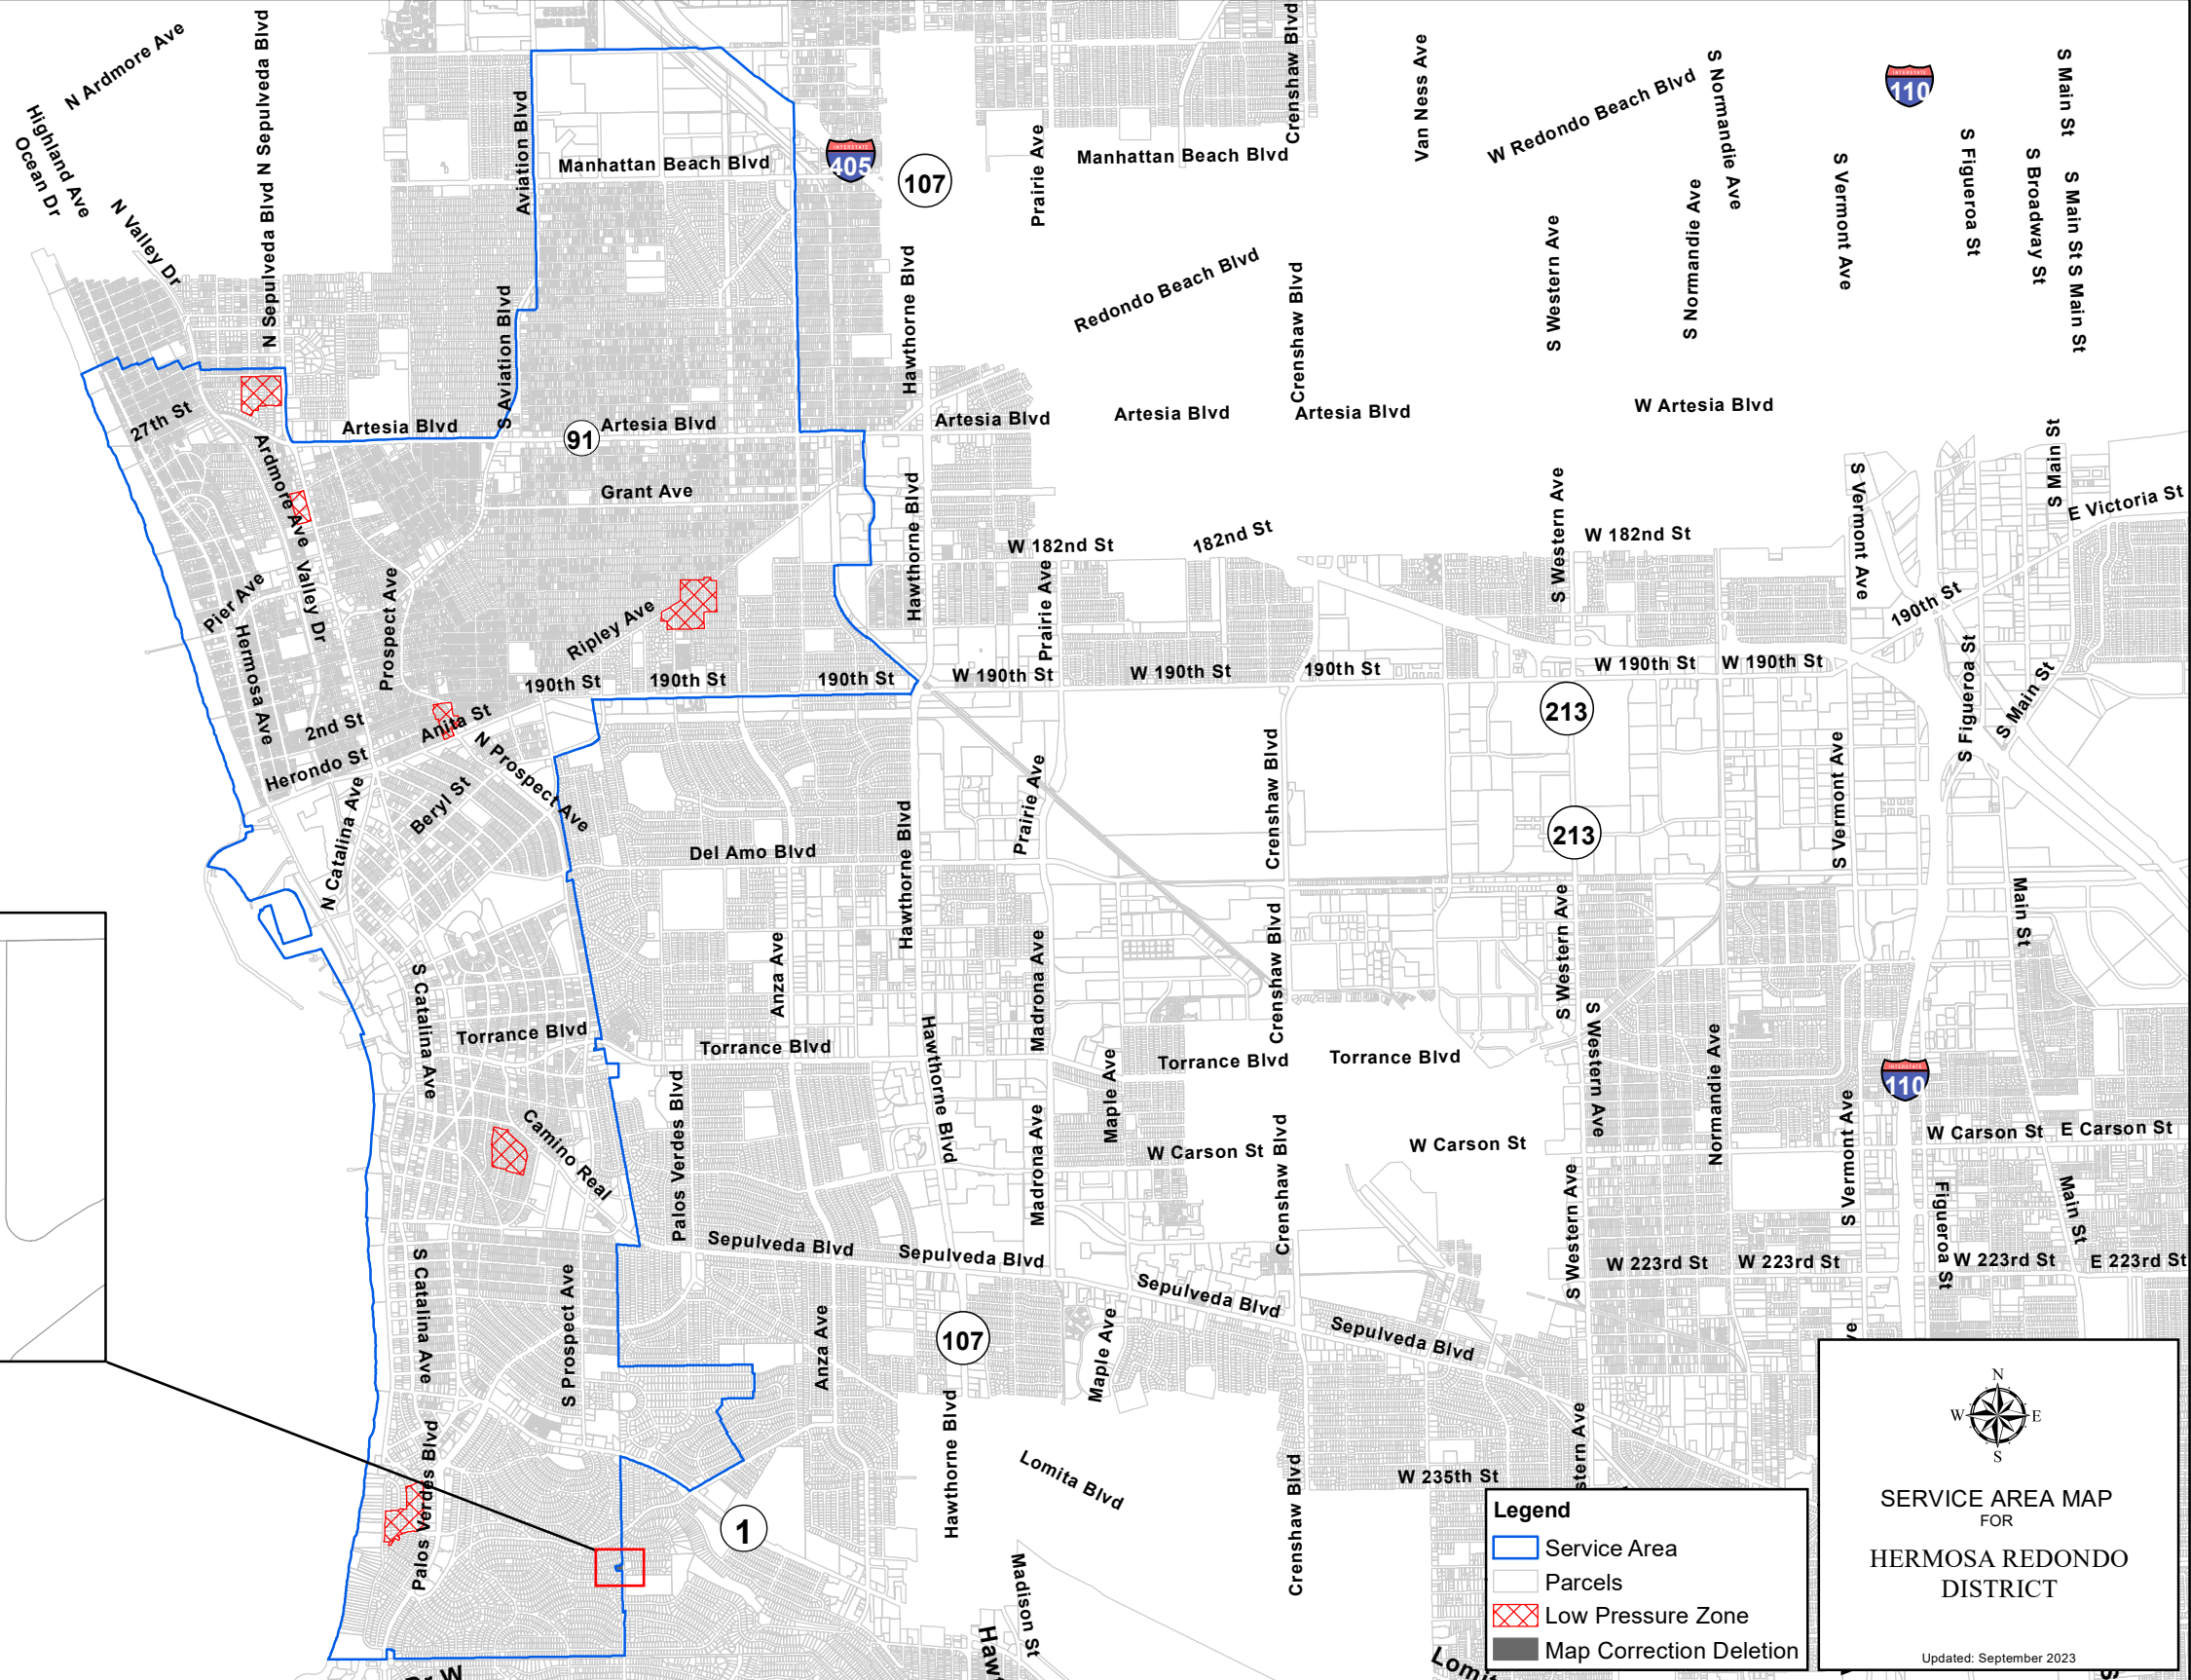 N Ardmore Ave
Highland Ave
Ocean Dr
N Valley Dr
N Sepulveda Blvd
N Sepulveda Blvd
N Sepulveda Blvd
Aviation Blvd
S Aviation Blvd
Manhattan Beach Blvd
INTERSTATE
405
107
Prairie Ave
Manhattan Beach Blvd
Crenshaw Blvd
Van Ness Ave
W Redondo Beach Blvd
S Normandie Ave
INTERSTATE
110
S Main St
S Figueroa St
S Broadway St
S Main St
S Main St
S Vermont Ave
S Normandie Ave
S Western Ave
Redondo Beach Blvd
Crenshaw Blvd
Hawthorne Blvd
27th St
Artesia Blvd
91
Artesia Blvd
Artesia Blvd
Artesia Blvd
Artesia Blvd
W Artesia Blvd
Ardmore Ave
Grant Ave
Hawthorne Blvd
W 182nd St
182nd St
W 182nd St
S Western Ave
S Vermont Ave
S Main St
E Victoria St
Pier Ave
Valley Dr
Prospect Ave
Hermosa Ave
Ripley Ave
Prairie Ave
190th St
190th St
190th St
190th St
W 190th St
W 190th St
190th St
W 190th St
W 190th St
S Figueroa St
S Main St
2nd St
Anita St
Herondo St
N Prospect Ave
Beryl St
N Catalina Ave
213
213
Del Amo Blvd
Hawthorne Blvd
Prairie Ave
Crenshaw Blvd
S Vermont Ave
S Catalina Ave
Anza Ave
Madrona Ave
Crenshaw Blvd
S Western Ave
Main St
Torrance Blvd
Torrance Blvd
Torrance Blvd
Torrance Blvd
Hawthorne Blvd
Maple Ave
S Western Ave
Normandie Ave
INTERSTATE
110
Camino Real
Palos Verdes Blvd
Madrona Ave
W Carson St
W Carson St
W Carson St
E Carson St
Crenshaw Blvd
S Western Ave
S Vermont Ave
Figueroa St
Main St
Sepulveda Blvd
Sepulveda Blvd
Sepulveda Blvd
Sepulveda Blvd
W 223rd St
W 223rd St
W 223rd St
E 223rd St
S Catalina Ave
S Prospect Ave
Anza Ave
107
Maple Ave
Hawthorne Blvd
Palos Verdes Blvd
1
Lomita Blvd
Crenshaw Blvd
W 235th St
Madison St
Legend
Service Area
Parcels
Low Pressure Zone
Map Correction Deletion
N
W
E
S
SERVICE AREA MAP
FOR
HERMOSA REDONDO
DISTRICT
Updated: September 2023